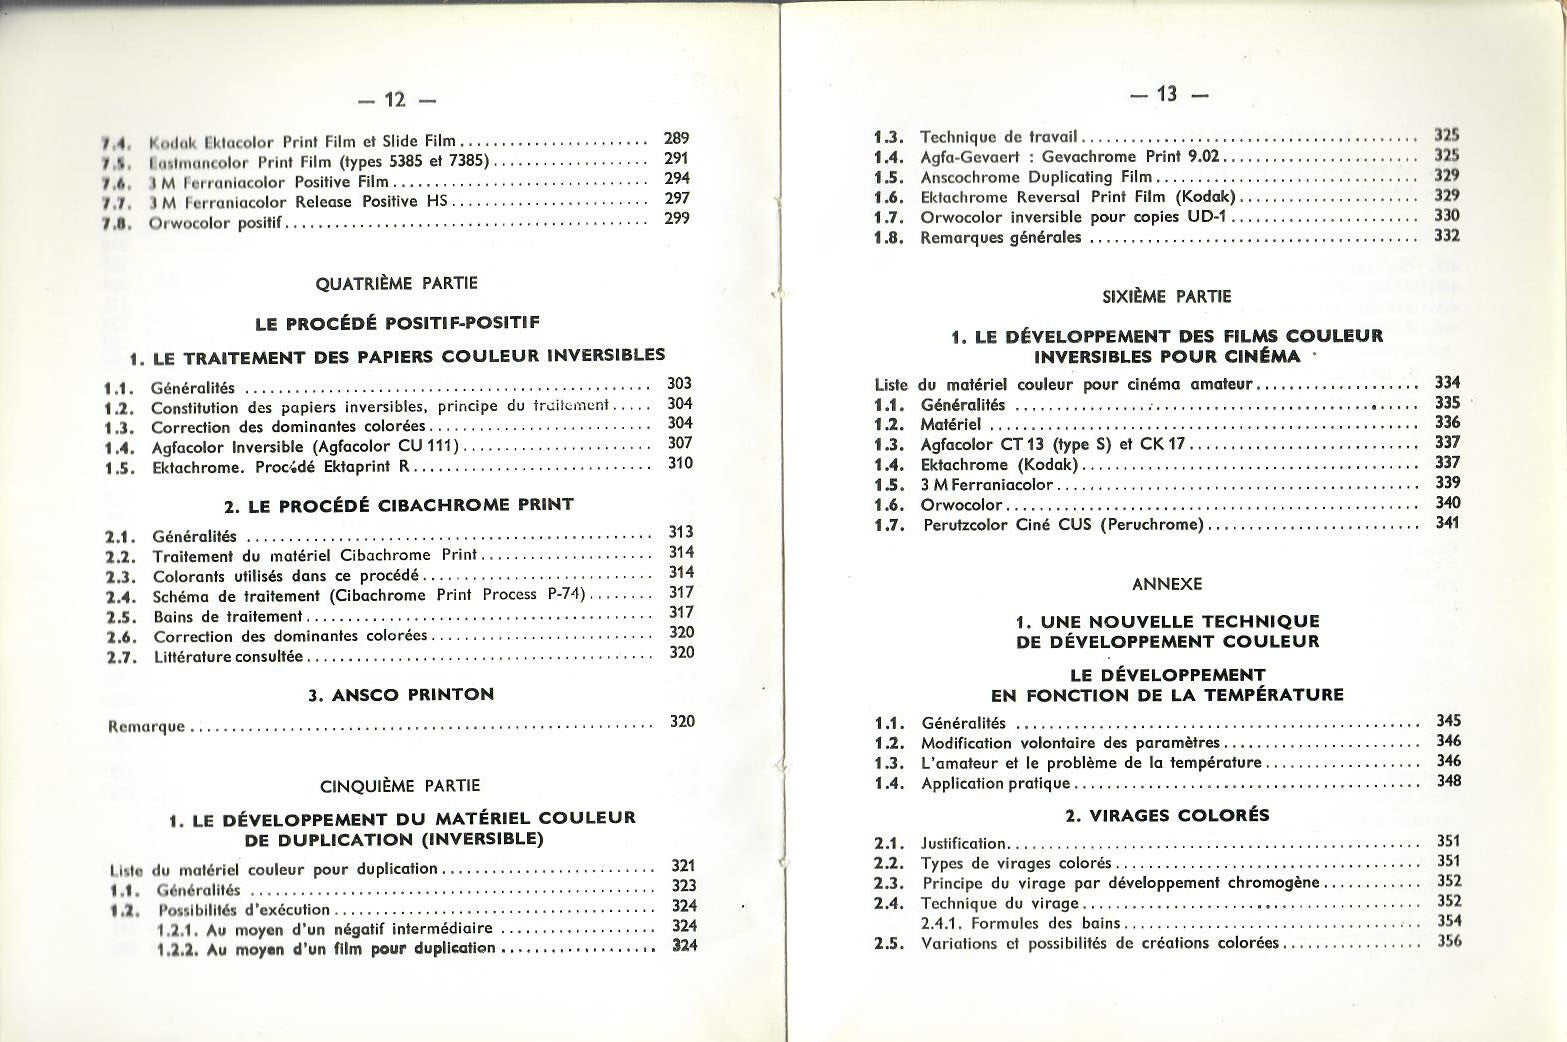 — 12 —
7.4. Kodak Ektacolor Print Film et Slide Film ........ 289
7.5. Eastmancolor Print Film (types 5385 et 7385) ........ 291
7.6. 3 M Ferraniacolor Positive Film ........ 294
7.7. 3 M Ferraniacolor Release Positive HS ........ 297
7.8. Orwocolor positif ........ 299
QUATRIÈME PARTIE
LE PROCÉDÉ POSITIF-POSITIF
1. LE TRAITEMENT DES PAPIERS COULEUR INVERSIBLES
1.1. Généralités ........ 303
1.2. Constitution des papiers inversibles, principe du traitement ..... 304
1.3. Correction des dominantes colorées ........ 304
1.4. Agfacolor Inversible (Agfacolor CU 111) ........ 307
1.5. Ektachrome. Procédé Ektaprint R ........ 310
2. LE PROCÉDÉ CIBACHROME PRINT
2.1. Généralités ........ 313
2.2. Traitement du matériel Cibachrome Print ........ 314
2.3. Colorants utilisés dans ce procédé ........ 314
2.4. Schéma de traitement (Cibachrome Print Process P-74) ........ 317
2.5. Bains de traitement ........ 317
2.6. Correction des dominantes colorées ........ 320
2.7. Littérature consultée ........ 320
3. ANSCO PRINTON
Remarque ........ 320
CINQUIÈME PARTIE
1. LE DÉVELOPPEMENT DU MATÉRIEL COULEUR
DE DUPLICATION (INVERSIBLE)
Liste du matériel couleur pour duplication ........ 321
1.1. Généralités ........ 323
1.2. Possibilités d'exécution ........ 324
1.2.1. Au moyen d'un négatif intermédiaire ........ 324
1.2.2. Au moyen d'un film pour duplication ........ 324
— 13 —
1.3. Technique de travail ........ 325
1.4. Agfa-Gevaert : Gevachrome Print 9.02 ........ 325
1.5. Anscochrome Duplicating Film ........ 329
1.6. Ektachrome Reversal Print Film (Kodak) ........ 329
1.7. Orwocolor inversible pour copies UD-1 ........ 330
1.8. Remarques générales ........ 332
SIXIÈME PARTIE
1. LE DÉVELOPPEMENT DES FILMS COULEUR
INVERSIBLES POUR CINÉMA
Liste du matériel couleur pour cinéma amateur ........ 334
1.1. Généralités ........ 335
1.2. Matériel ........ 336
1.3. Agfacolor CT 13 (type S) et CK 17 ........ 337
1.4. Ektachrome (Kodak) ........ 337
1.5. 3 M Ferraniacolor ........ 339
1.6. Orwocolor ........ 340
1.7. Perutzcolor Ciné CUS (Peruchrome) ........ 341
ANNEXE
1. UNE NOUVELLE TECHNIQUE
DE DÉVELOPPEMENT COULEUR
LE DÉVELOPPEMENT
EN FONCTION DE LA TEMPÉRATURE
1.1. Généralités ........ 345
1.2. Modification volontaire des paramètres ........ 346
1.3. L'amateur et le problème de la température ........ 346
1.4. Application pratique ........ 348
2. VIRAGES COLORÉS
2.1. Justification ........ 351
2.2. Types de virages colorés ........ 351
2.3. Principe du virage par développement chromogène ........ 352
2.4. Technique du virage ........ 352
2.4.1. Formules des bains ........ 354
2.5. Variations et possibilités de créations colorées ........ 356